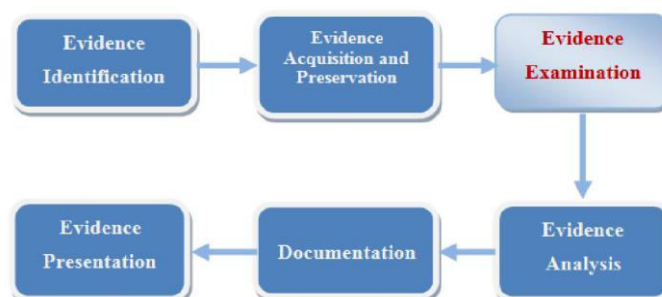 Evidence
Identification
Evidence
Acquisition and
Preservation
Evidence
Examination
Evidence
Analysis
Documentation
Evidence
Presentation